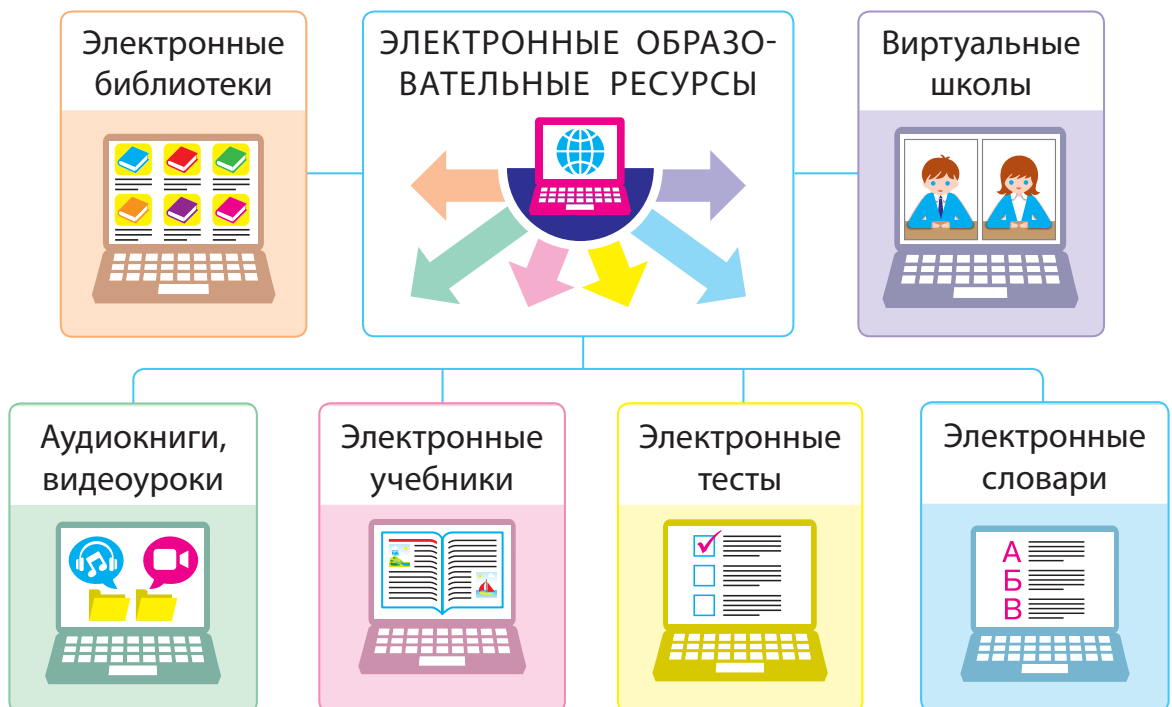 Электронные
библиотеки
ЭЛЕКТРОННЫЕ ОБРАЗО-
ВАТЕЛЬНЫЕ РЕСУРСЫ
Виртуальные
школы
Аудиокниги,
видеоуроки
Электронные
учебники
Электронные
тесты
Электронные
словари
А
Б
В